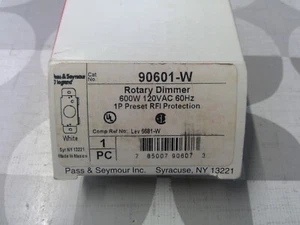 Pass & Seymour
legrand
Cat. No.
90601-W
Rotary Dimmer
600W 120VAC 60Hz
1P Preset RFI Protection
White
Comp Ref No.: Lev 6681-W
1
PC
Syr NY 13221
Made In Mexico
7 85007 90607 3
Pass & Seymour Inc. Syracuse, NY 13221